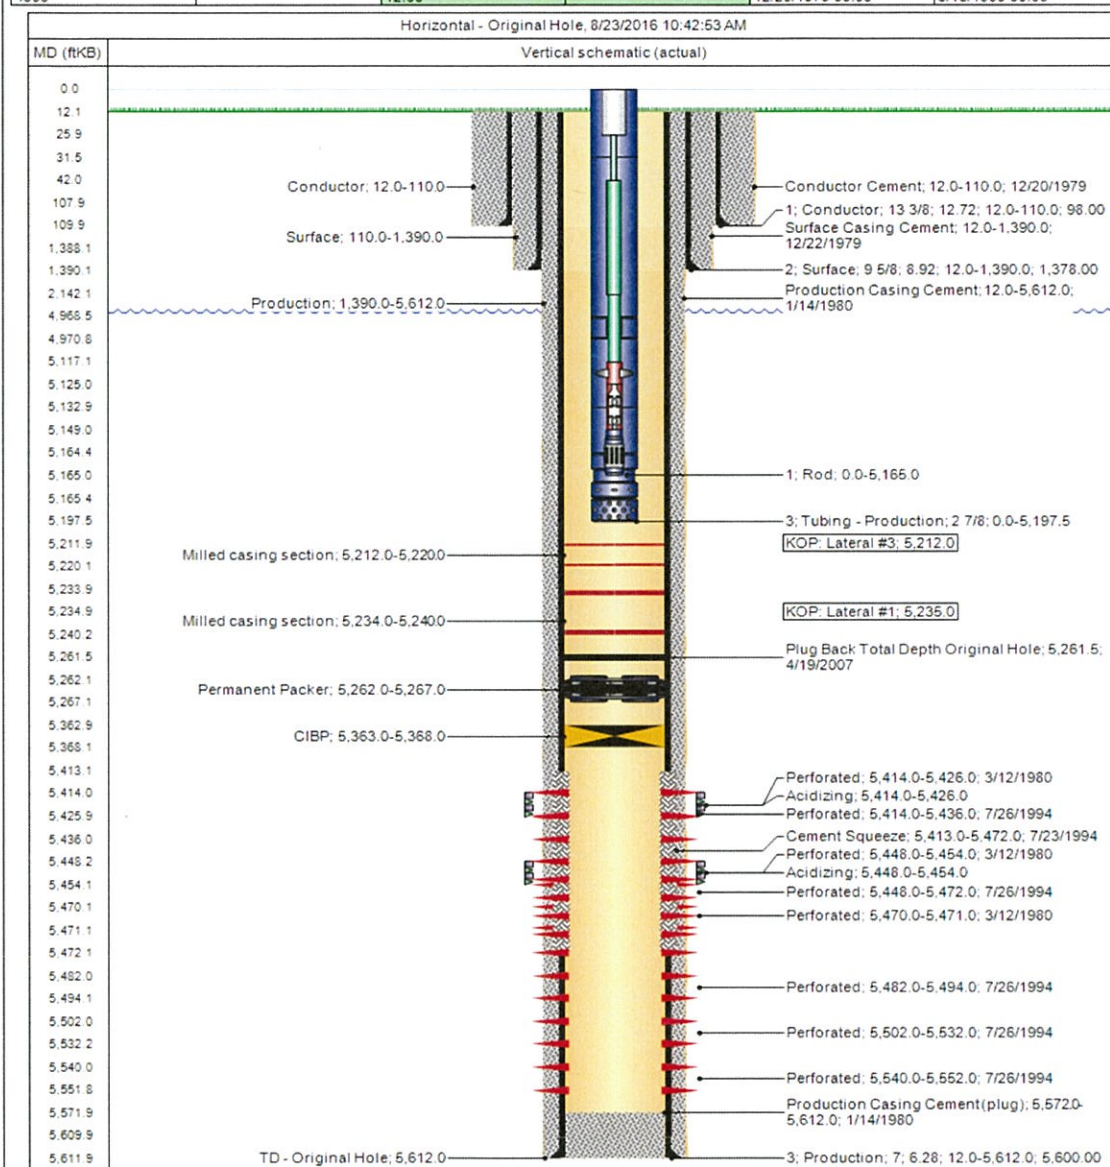 Horizontal - Original Hole, 8/23/2016 10:42:53 AM
MD (ftKB)
Vertical schematic (actual)
0.0
12.1
25.9
31.5
42.0
107.9
109.9
1,388.1
1,390.1
2,142.1
4,968.5
4,970.8
5,117.1
5,125.0
5,132.9
5,149.0
5,164.4
5,165.0
5,165.4
5,197.5
5,211.9
5,220.1
5,233.9
5,234.9
5,240.2
5,261.5
5,262.1
5,267.1
5,362.9
5,368.1
5,413.1
5,414.0
5,425.9
5,436.0
5,448.2
5,454.1
5,470.1
5,471.1
5,472.1
5,482.0
5,494.1
5,502.0
5,532.2
5,540.0
5,551.8
5,571.9
5,609.9
5,611.9
Conductor; 12.0-110.0
Surface; 110.0-1,390.0
Production; 1,390.0-5,612.0
Milled casing section; 5,212.0-5,220.0
Milled casing section; 5,234.0-5,240.0
Permanent Packer; 5,262.0-5,267.0
CIBP; 5,363.0-5,368.0
TD - Original Hole; 5,612.0
Conductor Cement; 12.0-110.0; 12/20/1979
1; Conductor; 13 3/8; 12.72; 12.0-110.0; 98.00
Surface Casing Cement; 12.0-1,390.0;
12/22/1979
2; Surface; 9 5/8; 8.92; 12.0-1,390.0; 1,378.00
Production Casing Cement; 12.0-5,612.0;
1/14/1980
1; Rod; 0.0-5,165.0
3; Tubing - Production; 2 7/8; 0.0-5,197.5
KOP: Lateral #3; 5,212.0
KOP: Lateral #1; 5,235.0
Plug Back Total Depth Original Hole; 5,261.5;
4/19/2007
Perforated; 5,414.0-5,426.0; 3/12/1980
Acidizing; 5,414.0-5,426.0
Perforated; 5,414.0-5,436.0; 7/26/1994
Cement Squeeze; 5,413.0-5,472.0; 7/23/1994
Perforated; 5,448.0-5,454.0; 3/12/1980
Acidizing; 5,448.0-5,454.0
Perforated; 5,448.0-5,472.0; 7/26/1994
Perforated; 5,470.0-5,471.0; 3/12/1980
Perforated; 5,482.0-5,494.0; 7/26/1994
Perforated; 5,502.0-5,532.0; 7/26/1994
Perforated; 5,540.0-5,552.0; 7/26/1994
Production Casing Cement (plug); 5,572.0-
5,612.0; 1/14/1980
3; Production; 7; 6.28; 12.0-5,612.0; 5,600.00